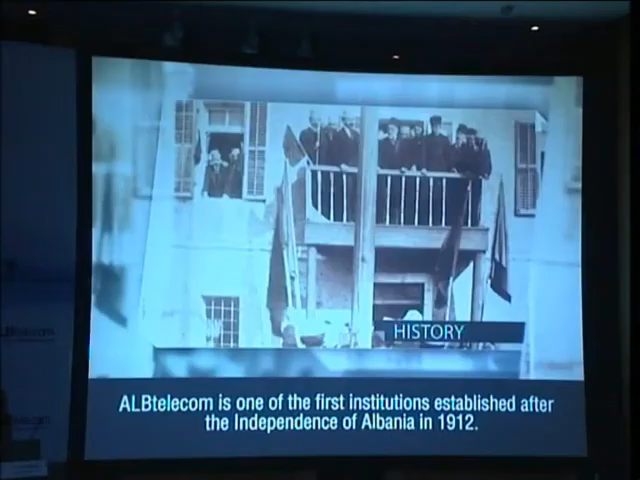 HISTORY
ALBtelecom is one of the first institutions established after
the Independence of Albania in 1912.